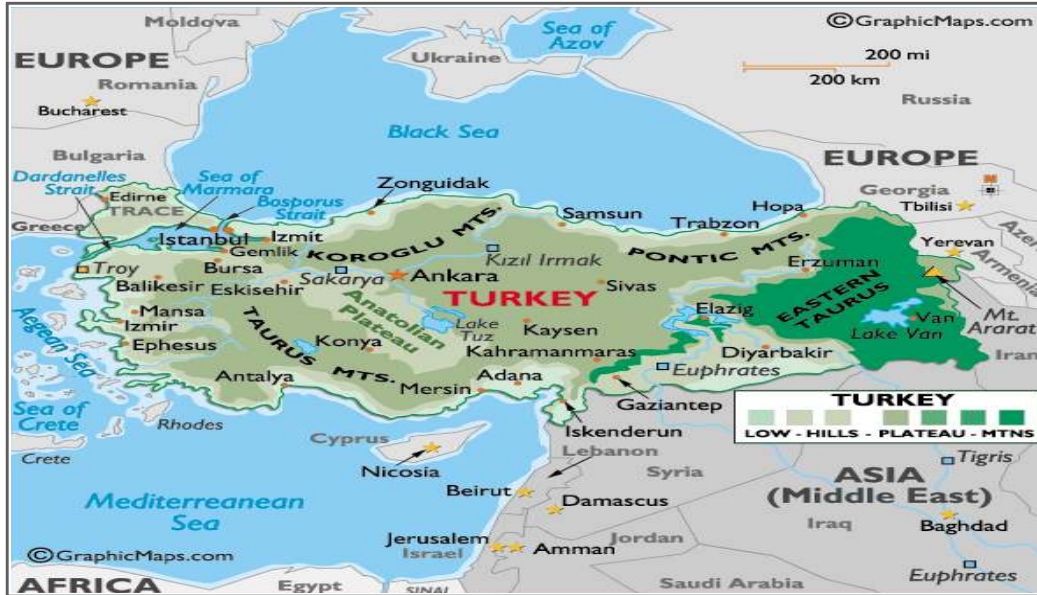 Moldova
©GraphicMaps.com
EUROPE
Sea of
Azov
Ukraine
200 mi
200 km
Romania
Bucharest
Russia
Black Sea
Bulgaria
EUROPE
Dardanelles
Strait
Sea of
Marmara
Bosporus
Strait
Zonguidak
N
Georgia
Tbilisi
Edirne
TRACE
Greece
Istanbul
Izmit
Gemlik
KOROGLU MTS.
Samsun
Trabzon
Hopa
PONTIC MTS.
Yerevan
Azer
Armenia
Troy
Bursa
Sakarya
Ankara
Kızıl Irmak
Erzuman
Balikesir
Eskisehir
TURKEY
Sivas
EASTERN
TAURUS
Mt.
Ararat
Aegean Sea
Mansa
Izmir
Ephesus
TAURUS MTS.
Anatolian
Plateau
Lake
Tuz
Konya
Kaysen
Elazig
Van
Lake Van
Iran
Kahramanmaras
Diyarbakir
Euphrates
Antalya
Mersin
Adana
Gaziantep
TURKEY
LOW - HILLS - PLATEAU - MTNS
Sea of
Crete
Rhodes
Crete
Cyprus
Nicosia
Iskenderun
Lebanon
Syria
Tigris
ASIA
(Middle East)
Mediterreanean
Sea
Beirut
Damascus
Iraq
Baghdad
Jerusalem
Israel
Amman
Jordan
©GraphicMaps.com
AFRICA
Egypt
SINAI
Saudi Arabia
Euphrates